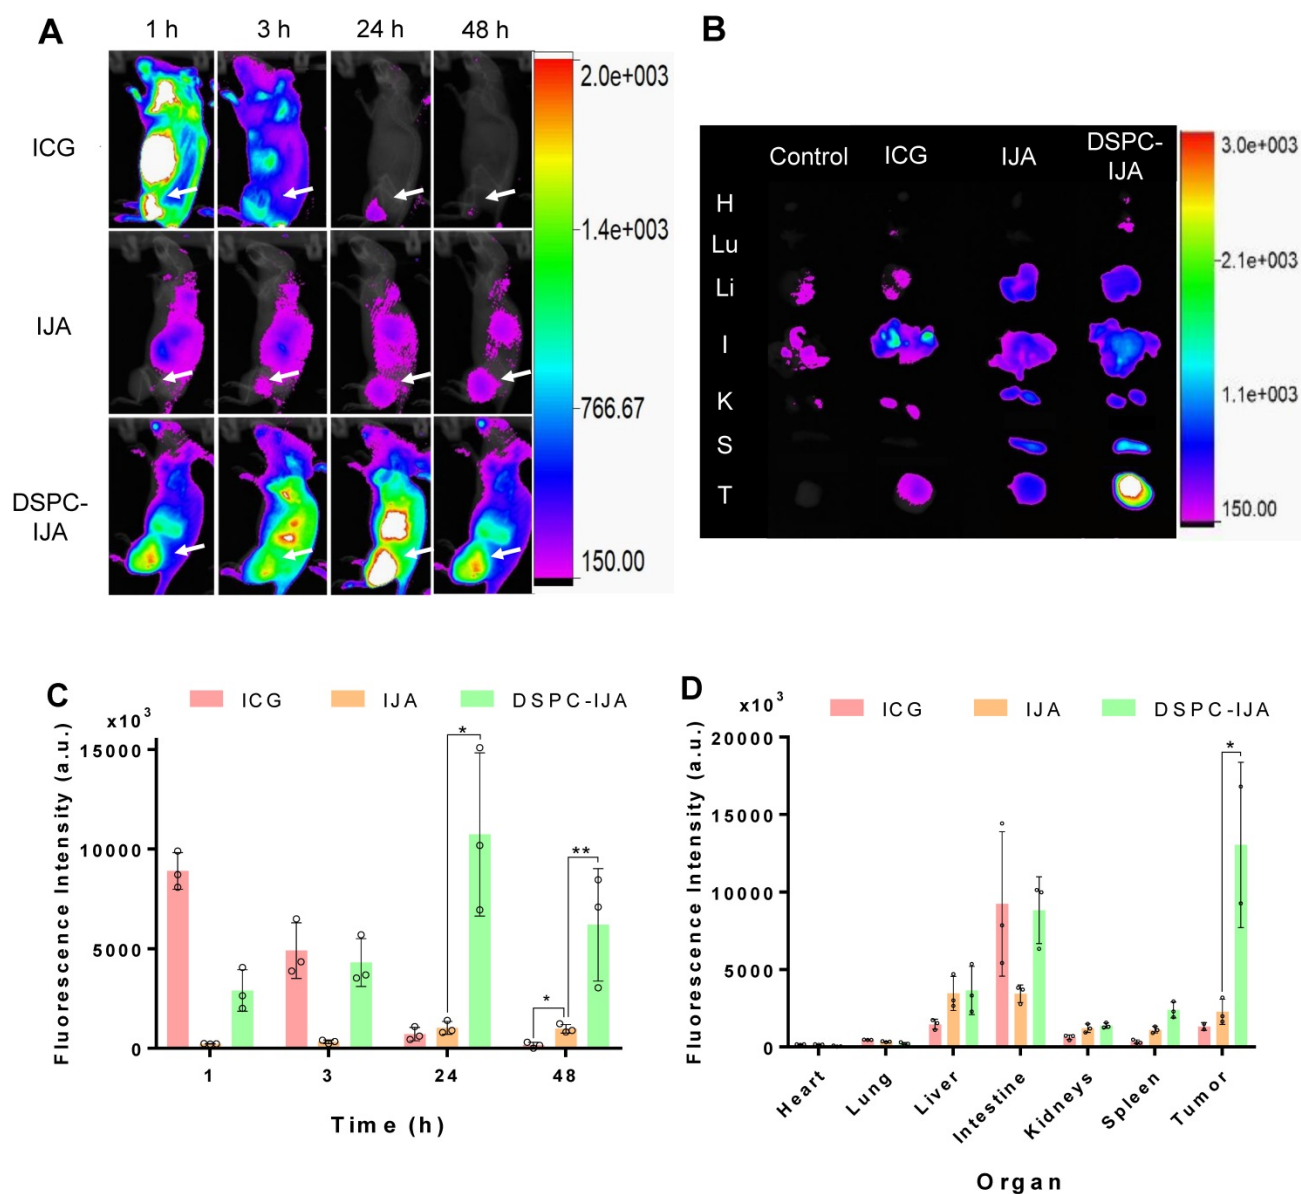 A
1 h 3 h 24 h 48 h
ICG
IJA
DSPC-
IJA
2.0e+003
1.4e+003
766.67
150.00
B
Control ICG IJA DSPC-
IJA
H
Lu
Li
I
K
S
T
3.0e+003
2.1e+003
1.1e+003
150.00
C
ICG IJA DSPC-IJA
x10³
Fluorescence Intensity (a.u.)
15000
10000
5000
0
*
*
**
1 3 24 48
Time (h)
D
ICG IJA DSPC-IJA
x10³
Fluorescence Intensity (a.u.)
20000
15000
10000
5000
0
*
Heart
Lung
Liver
Intestine
Kidneys
Spleen
Tumor
Organ